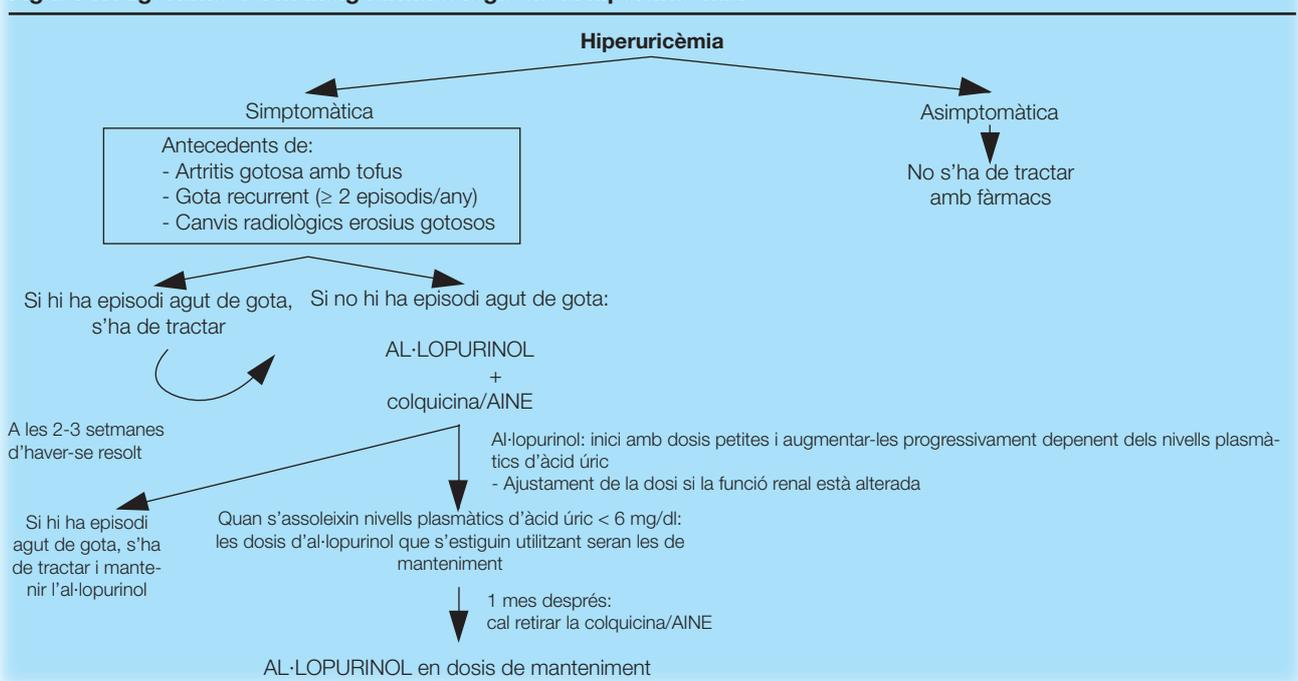 Hiperuricèmia
Simptomàtica
Asimptomàtica
Antecedents de:
- Artritis gotosa amb tofus
- Gota recurrent (≥ 2 episodis/any)
- Canvis radiològics erosius gotosos
No s'ha de tractar
amb fàrmacs
Si hi ha episodi agut de gota,
s'ha de tractar
Si no hi ha episodi agut de gota:
AL·LOPURINOL
+
colquicina/AINE
A les 2-3 setmanes
d'haver-se resolt
Al·lopurinol: inici amb dosis petites i augmentar-les progressivament depenent dels nivells plasmà-
tics d'àcid úric
- Ajustament de la dosi si la funció renal està alterada
Si hi ha episodi
agut de gota, s'ha
de tractar i mante-
nir l'al·lopurinol
Quan s'assoleixin nivells plasmàtics d'àcid úric < 6 mg/dl:
les dosis d'al·lopurinol que s'estiguin utilitzant seran les de
manteniment
1 mes després:
cal retirar la colquicina/AINE
AL·LOPURINOL en dosis de manteniment